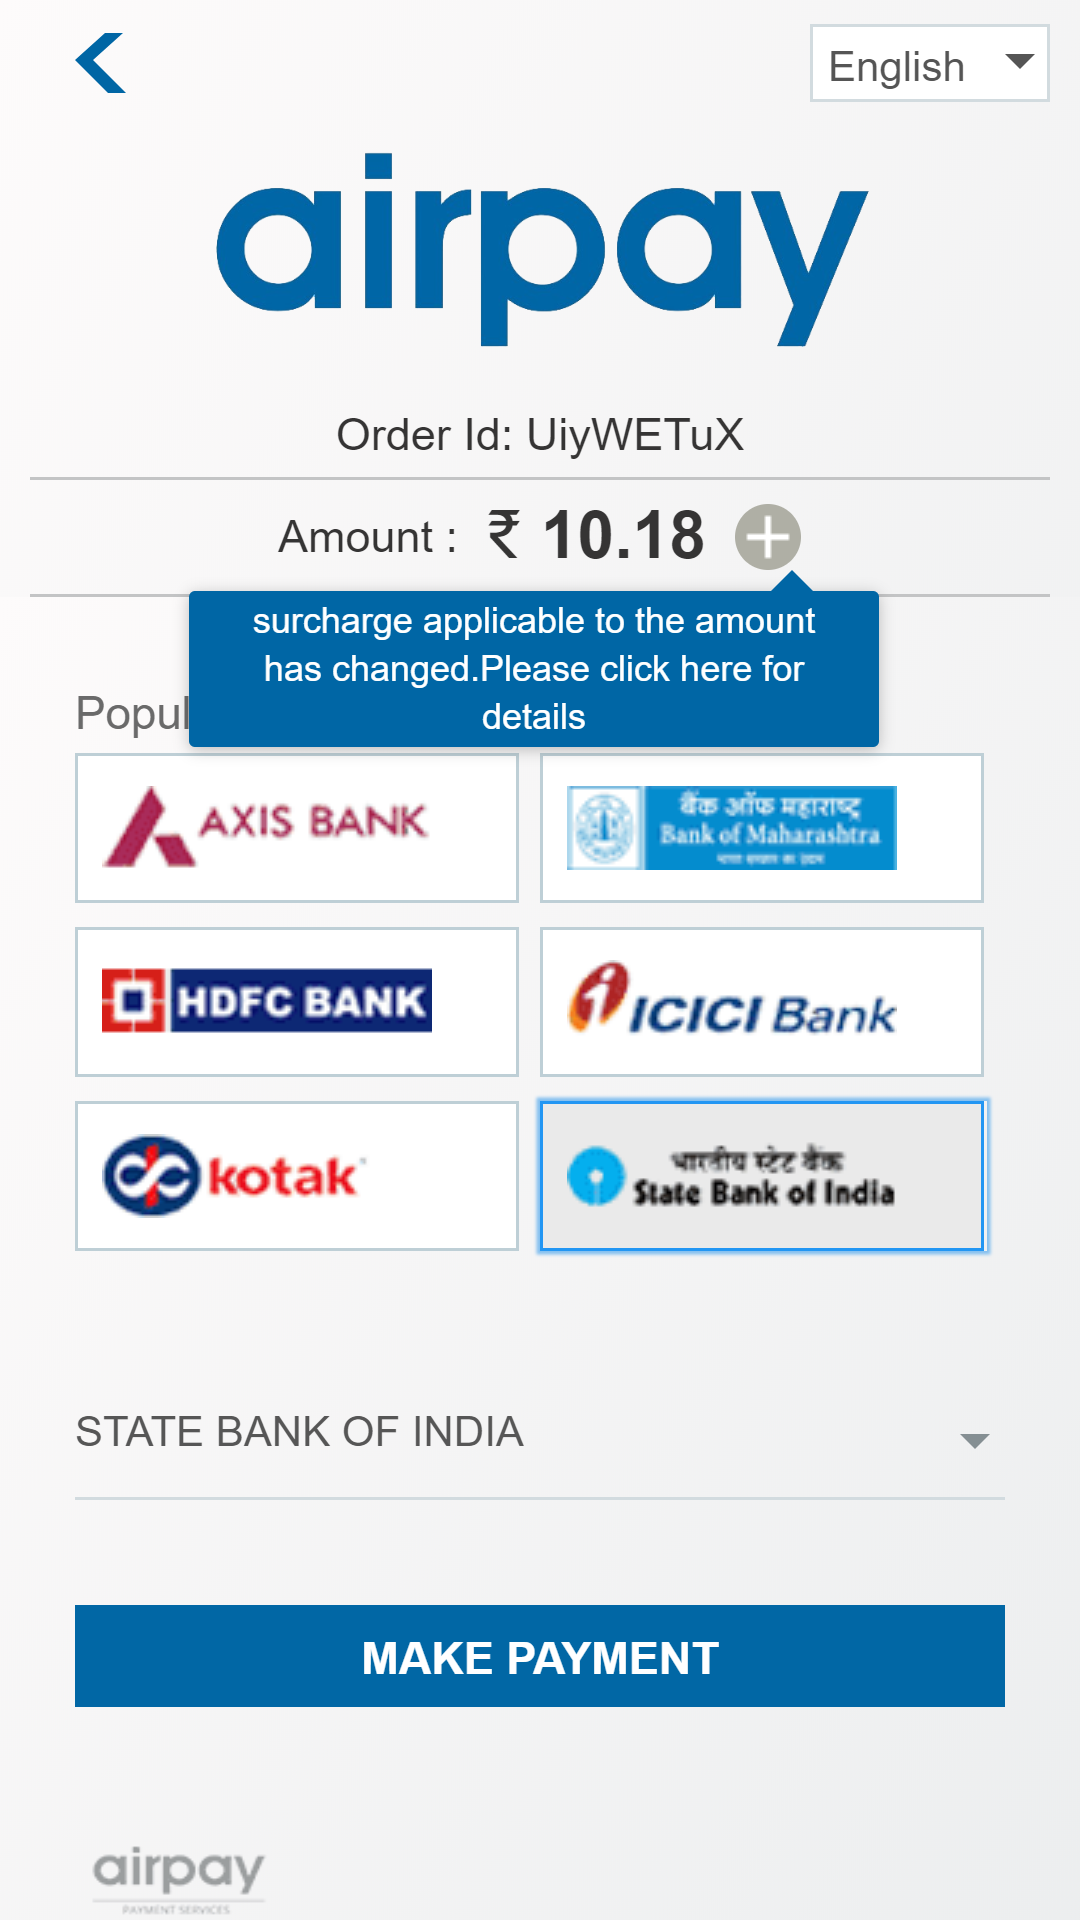 English
airpay
Order Id: UiyWETuX
Amount : ₹ 10.18
surcharge applicable to the amount
has changed.Please click here for
details
Popul
AXIS BANK
बैंक ऑफ महाराष्ट्र
Bank of Maharashtra
HDFC BANK
ICICI Bank
kotak
भारतीय स्टेट बैंक
State Bank of India
STATE BANK OF INDIA
MAKE PAYMENT
airpay
PAYMENT SERVICES